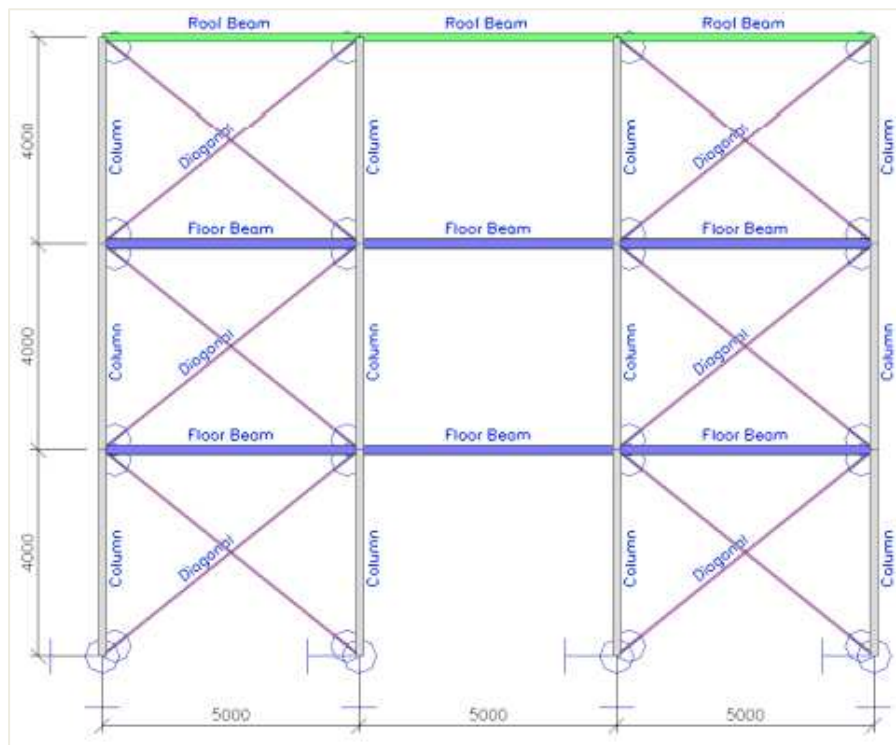 Roof Beam Roof Beam Roof Beam
4000 Column Diagonal Column Column Diagonal Column
Floor Beam Floor Beam Floor Beam
4000 Column Diagonal Column Column Diagonal Column
Floor Beam Floor Beam Floor Beam
4000 Column Diagonal Column Column Diagonal Column
5000 5000 5000